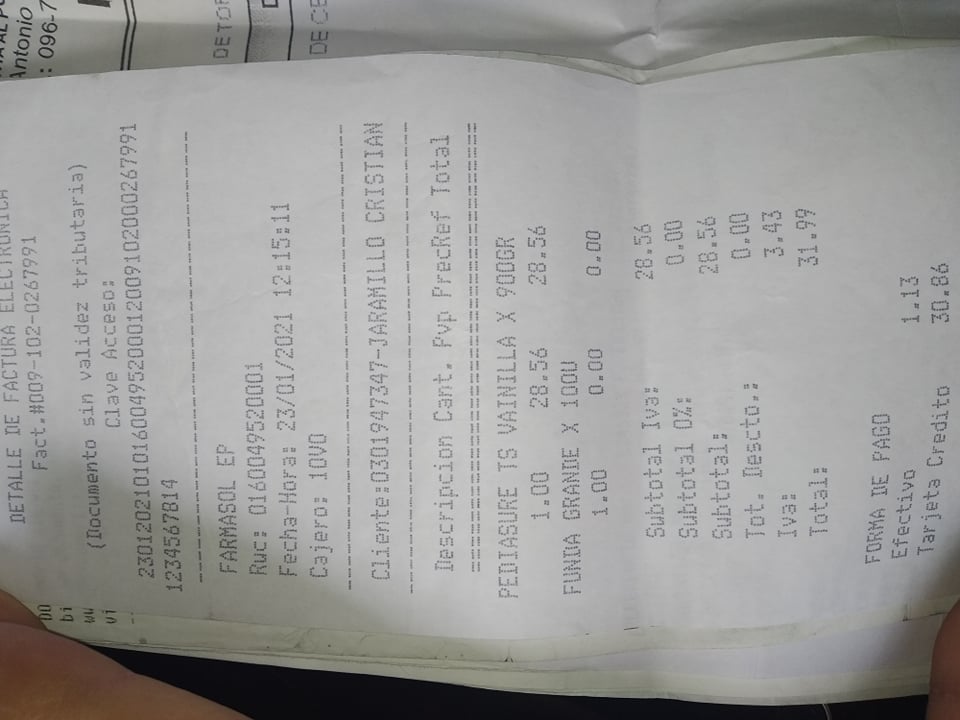 DETALLE DE FACTURA ELECTRONICA
Fact.#009-102-0267991
(Documento sin validez tributaria)
Clave Acceso:
230120210101600495200012009102000267991
1234567814
FARMASOL EP
Ruc: 0160049520001
Fecha-Hora: 23/01/2021 12:15:11
Cajero: 10VO
Cliente:0301947347-JARAMILLO CRISTIAN
Descripcion Cant. Pvp PrecRef Total
PEDIASURE TS VAINILLA X 900GR
1.00 28.56 28.56
FUNDA GRANDE X 100U
1.00 0.00 0.00
Subtotal Iva: 28.56
Subtotal 0%: 0.00
Subtotal: 28.56
Tot. Descto.: 0.00
Iva: 3.43
Total: 31.99
FORMA DE PAGO
Efectivo 1.13
Tarjeta Credito 30.86
Antonio
: 096-7
DE CE